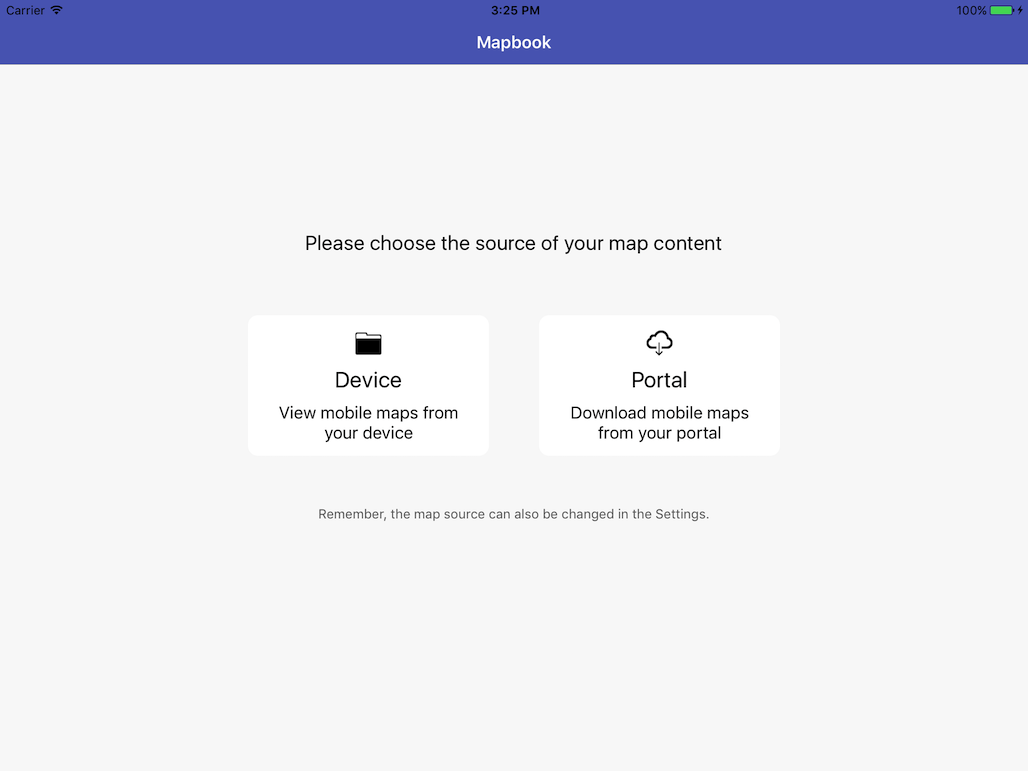 Carrier
3:25 PM
100%
Mapbook
Please choose the source of your map content
Device
View mobile maps from
your device
Portal
Download mobile maps
from your portal
Remember, the map source can also be changed in the Settings.